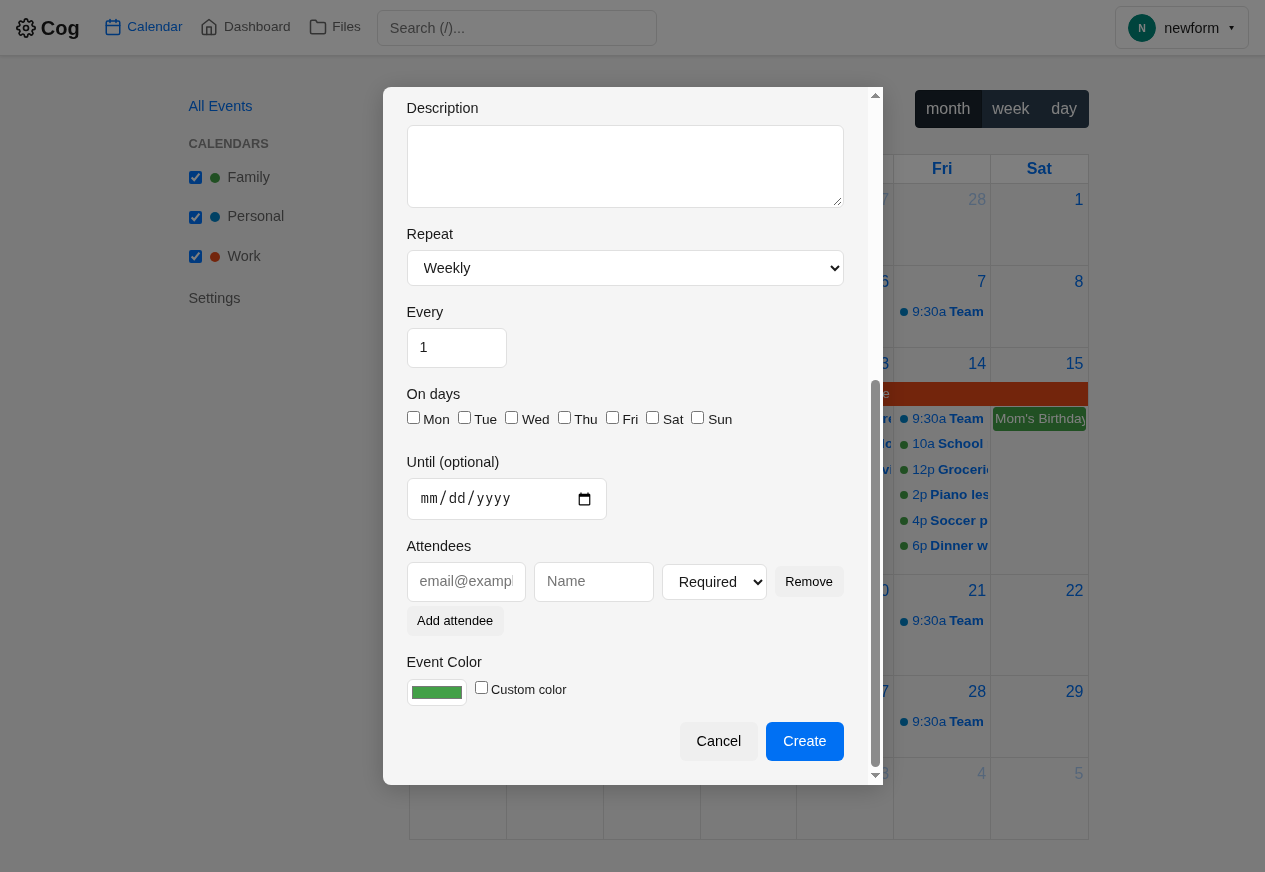 Cog
Calendar
Dashboard
Files
Search (/)...
N
newform
All Events
CALENDARS
Family
Personal
Work
Settings
month
week
day
Fri
Sat
28
1
7
8
9:30a Team
14
15
9:30a Team
Mom's Birthday
10a School
12p Groceri
2p Piano les
4p Soccer p
6p Dinner w
21
22
9:30a Team
28
29
9:30a Team
4
5
Description
Repeat
Weekly
Every
1
On days
Mon Tue Wed Thu Fri Sat Sun
Until (optional)
mm/dd/yyyy
Attendees
email@exampl
Name
Required
Remove
Add attendee
Event Color
Custom color
Cancel
Create